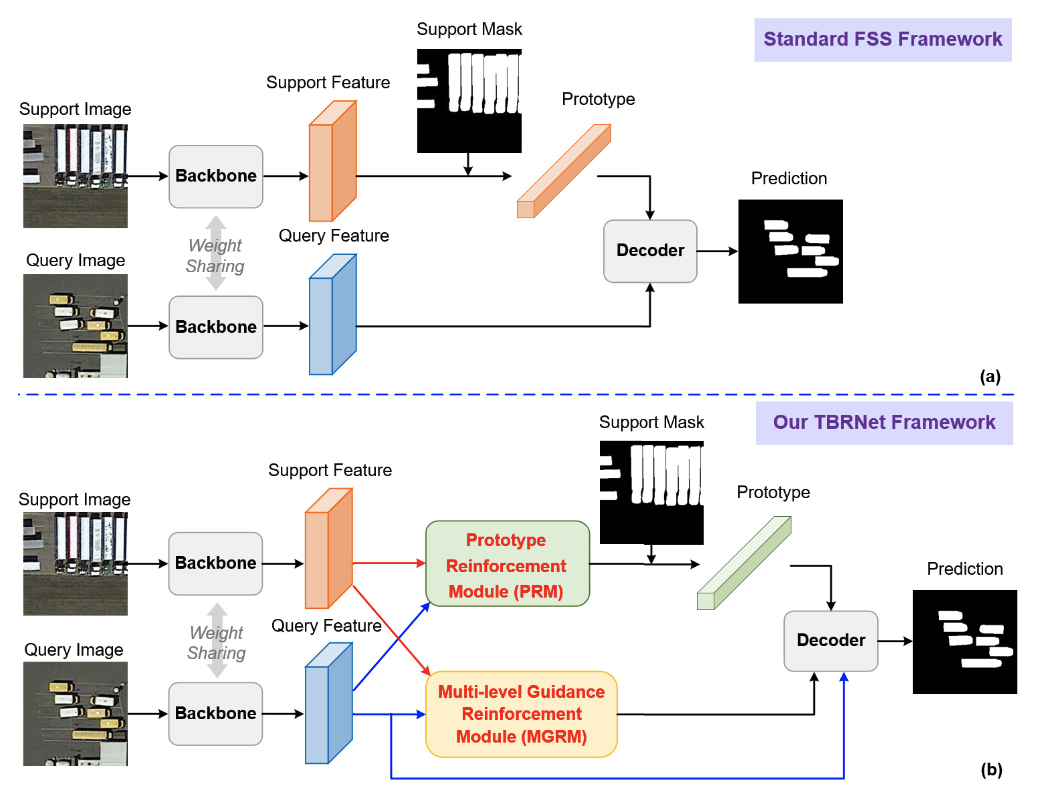 Standard FSS Framework
Support Mask
Support Feature
Prototype
Support Image
Backbone
Prediction
Query Feature
Weight
Sharing
Decoder
Query Image
Backbone
(a)
Our TBRNet Framework
Support Mask
Support Feature
Prototype
Support Image
Prototype
Reinforcement
Module (PRM)
Backbone
Prediction
Query Feature
Weight
Sharing
Decoder
Query Image
Multi-level Guidance
Reinforcement
Module (MGRM)
Backbone
(b)